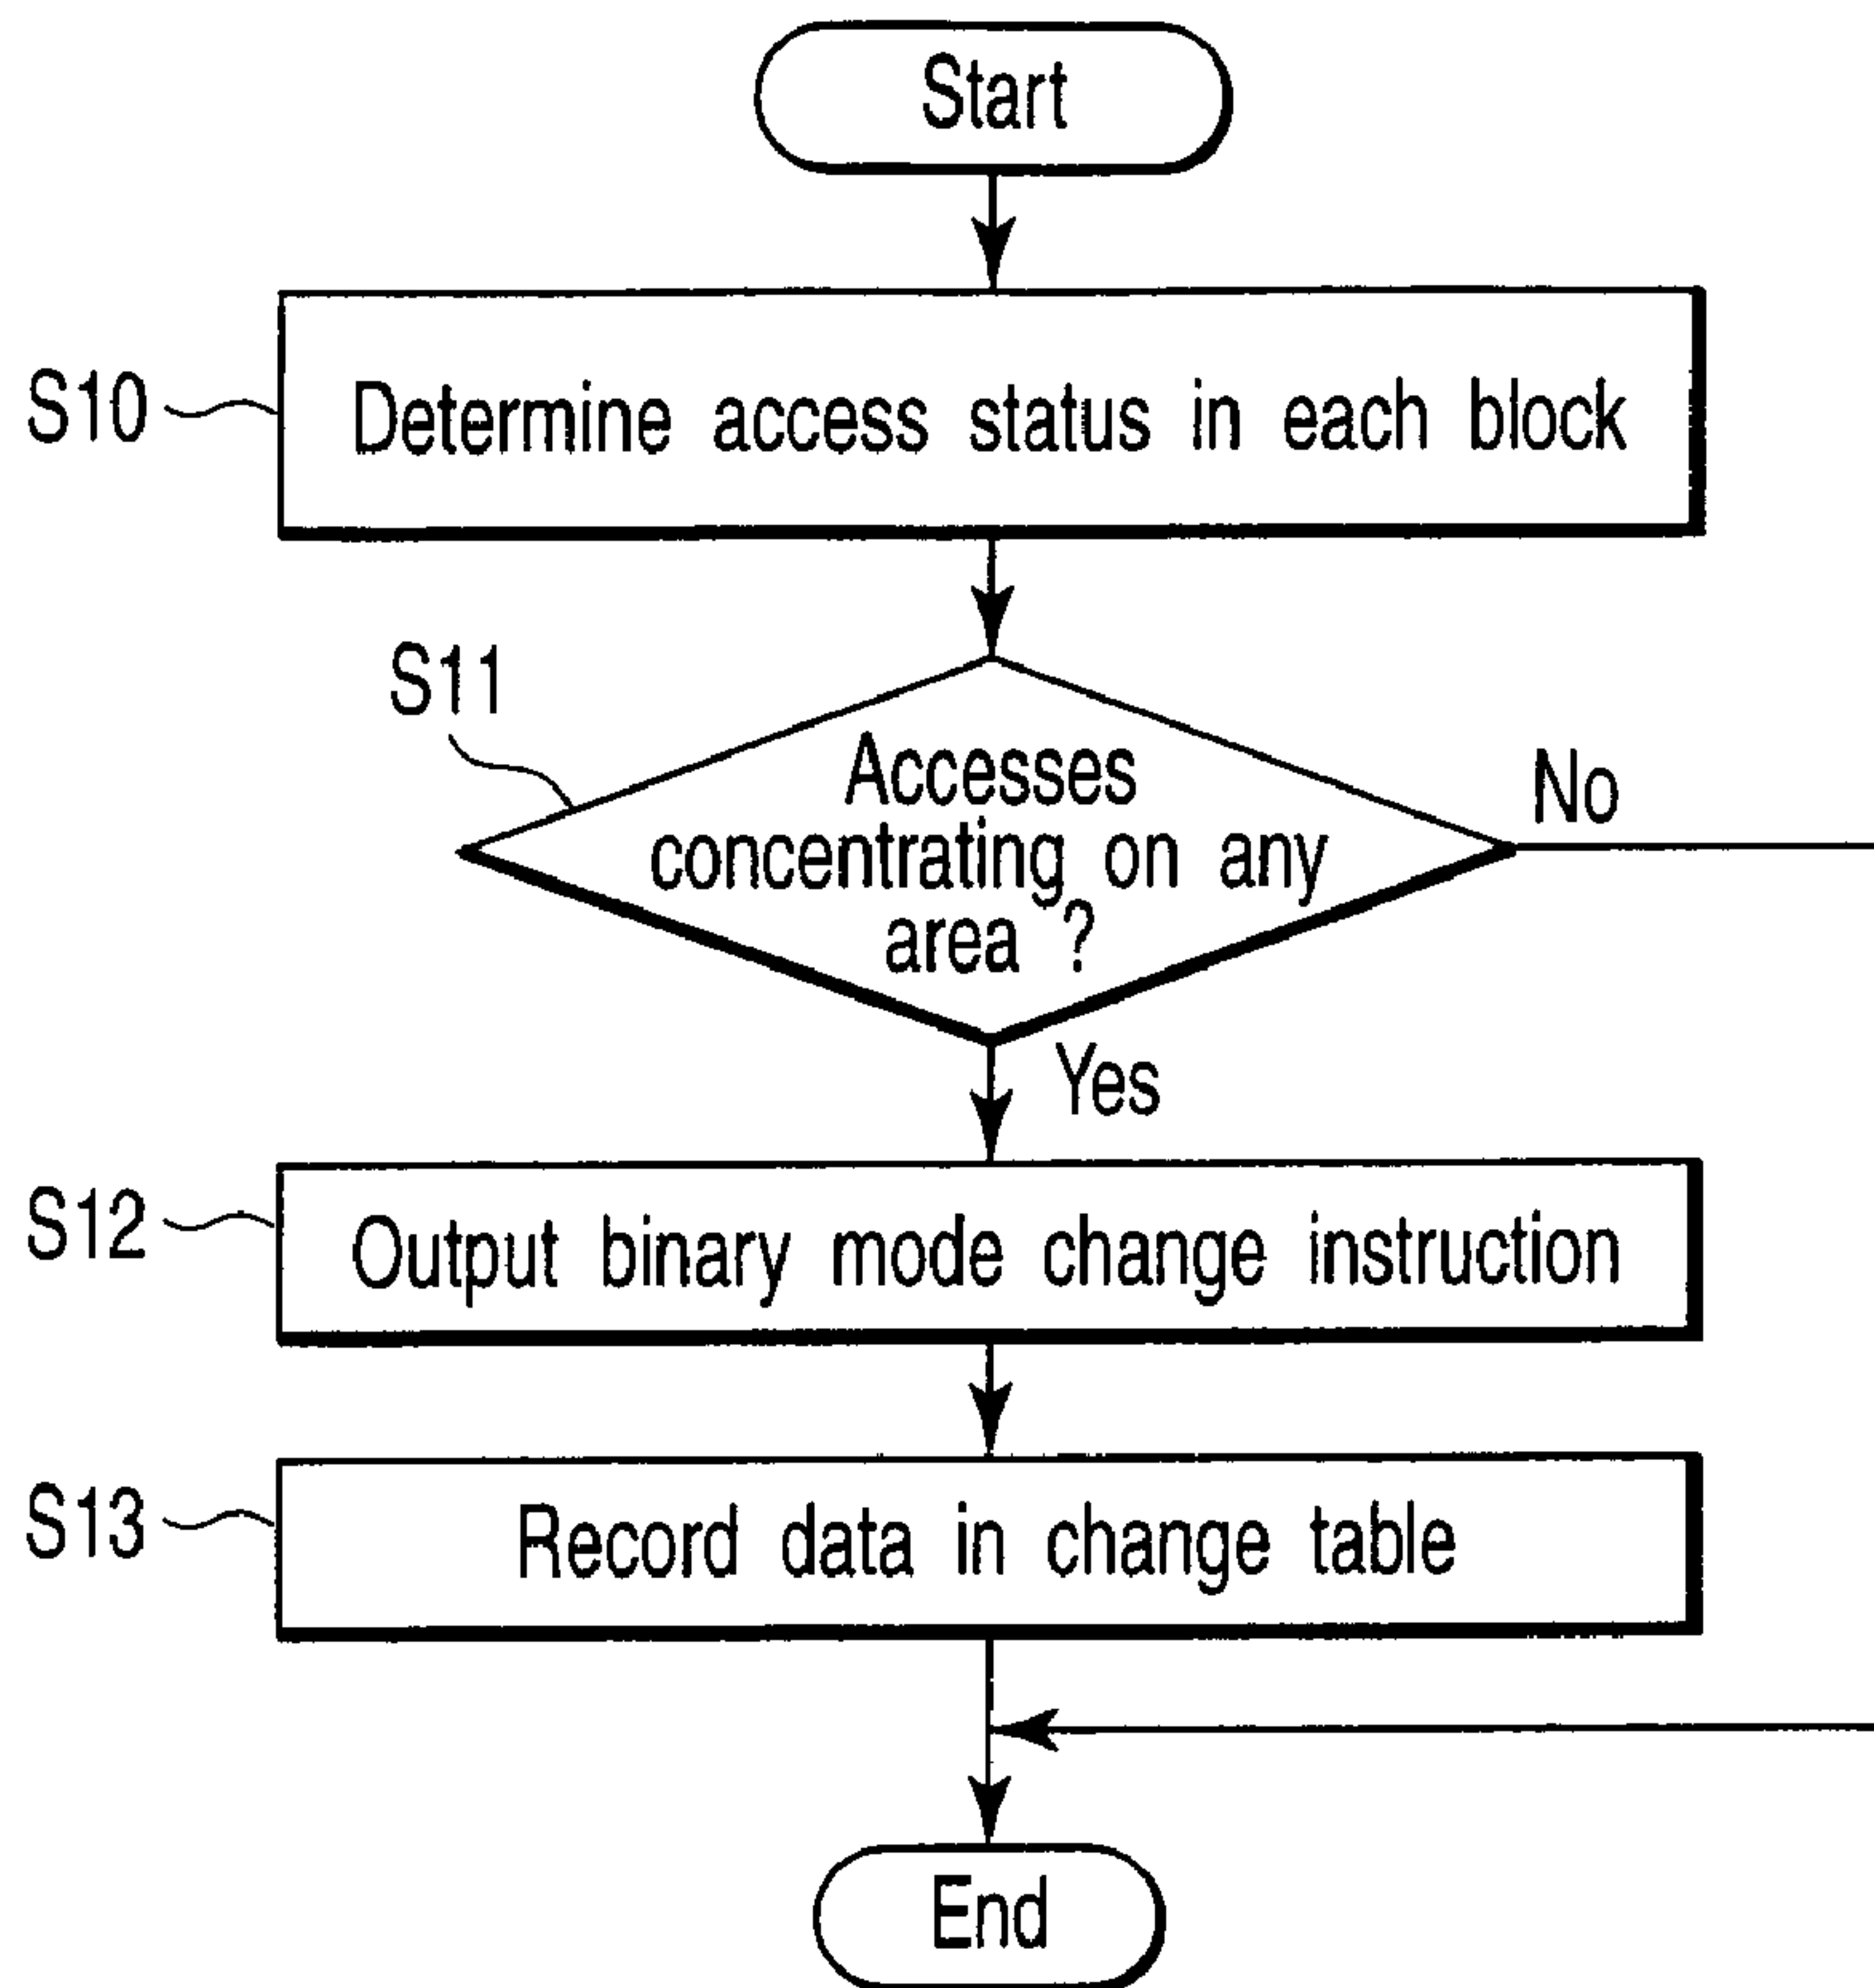 Start
S10
Determine access status in each block
S11
Accesses
concentrating on any
area ?
No
Yes
S12
Output binary mode change instruction
S13
Record data in change table
End